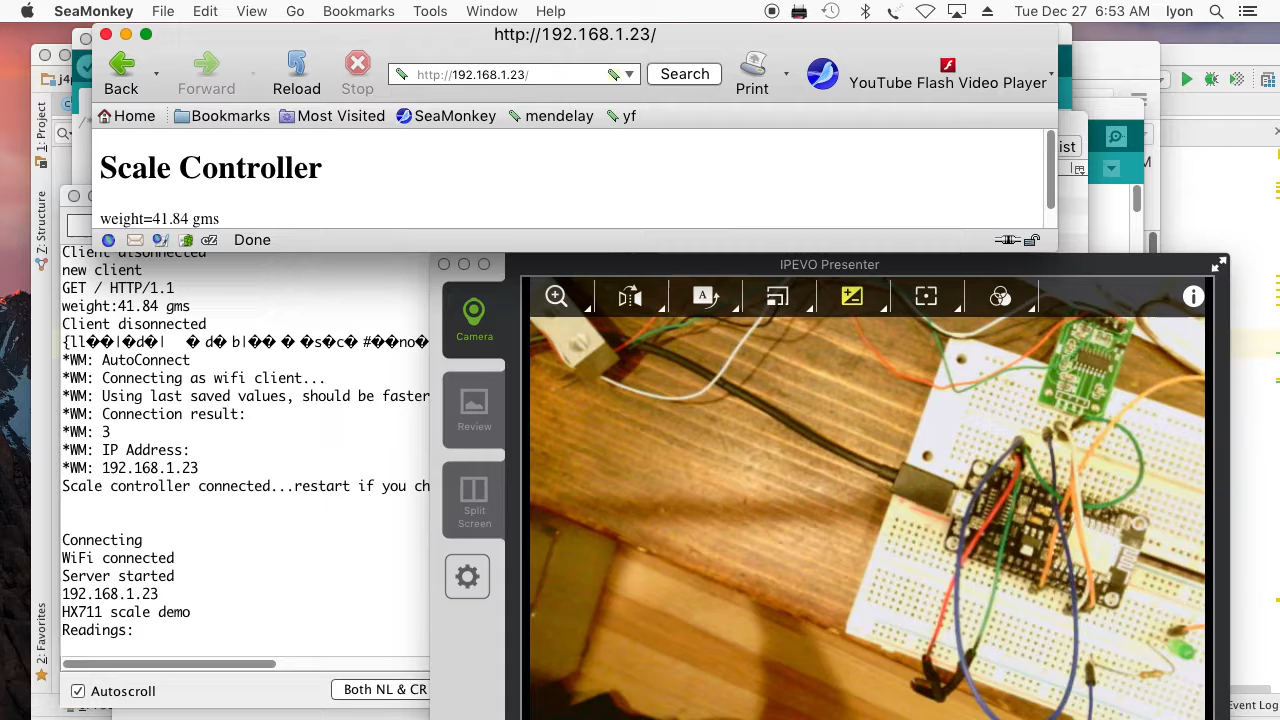 SeaMonkey File Edit View Go Bookmarks Tools Window Help Tue Dec 27 6:53 AM lyon
http://192.168.1.23/
http://192.168.1.23/
Search
Back Forward Reload Stop Print YouTube Flash Video Player
Home Bookmarks Most Visited SeaMonkey mendelay yr
Scale Controller
weight=41.84 gms
Done
1: Project
Z: Structure
2: Favorites
Client disonnected
new client
GET / HTTP/1.1
weight:41.84 gms
Client disonnected
*WM: AutoConnect
*WM: Connecting as wifi client...
*WM: Using last saved values, should be faster
*WM: Connection result:
*WM: 3
*WM: IP Address:
*WM: 192.168.1.23
Scale controller connected...restart if you ch
Connecting
WiFi connected
Server started
192.168.1.23
HX711 scale demo
Readings:
Autoscroll
Both NL & CR
IPEVO Presenter
Camera
Review
Split
Screen
Event Log